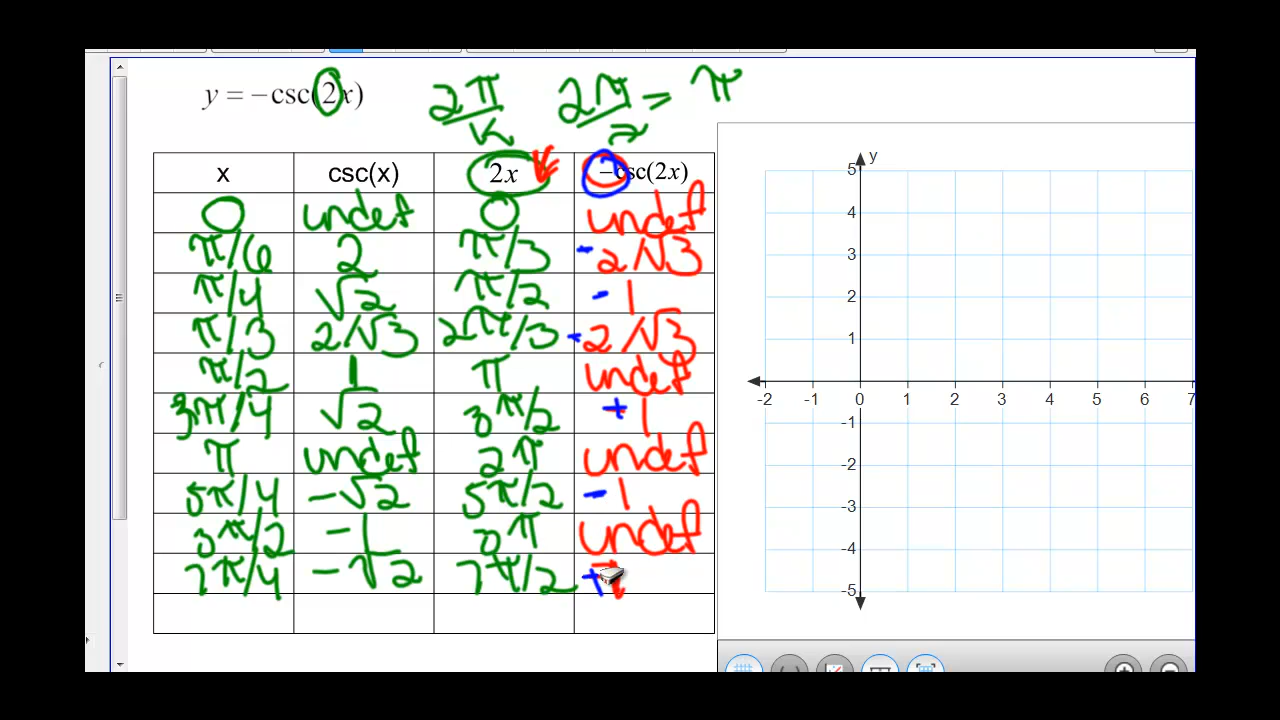 y = −csc(2x) 2π/k 2π/2 = π
x csc(x) 2x −csc(2x)
0 undef 0 undef
π/6 2 π/3 -2/√3
π/4 √2 π/2 -1
π/3 2/√3 2π/3 -2/√3
π/2 1 π undef
3π/4 √2 3π/2 +1
π undef 2π undef
5π/4 -√2 5π/2 -1
3π/2 -1 3π undef
7π/4 -√2 7π/2 +
y
5
4
3
2
1
-2 -1 0 1 2 3 4 5 6 7
-1
-2
-3
-4
-5